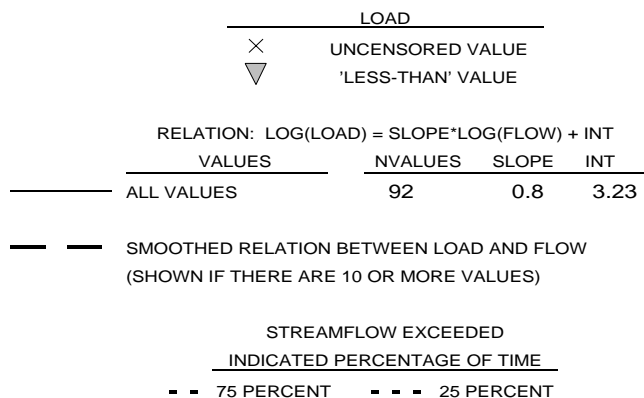 LOAD
UNCENSORED VALUE
'LESS-THAN' VALUE
RELATION: LOG(LOAD) = SLOPE*LOG(FLOW) + INT
VALUES NVALUES SLOPE INT
ALL VALUES 92 0.8 3.23
SMOOTHED RELATION BETWEEN LOAD AND FLOW
(SHOWN IF THERE ARE 10 OR MORE VALUES)
STREAMFLOW EXCEEDED
INDICATED PERCENTAGE OF TIME
75 PERCENT 25 PERCENT